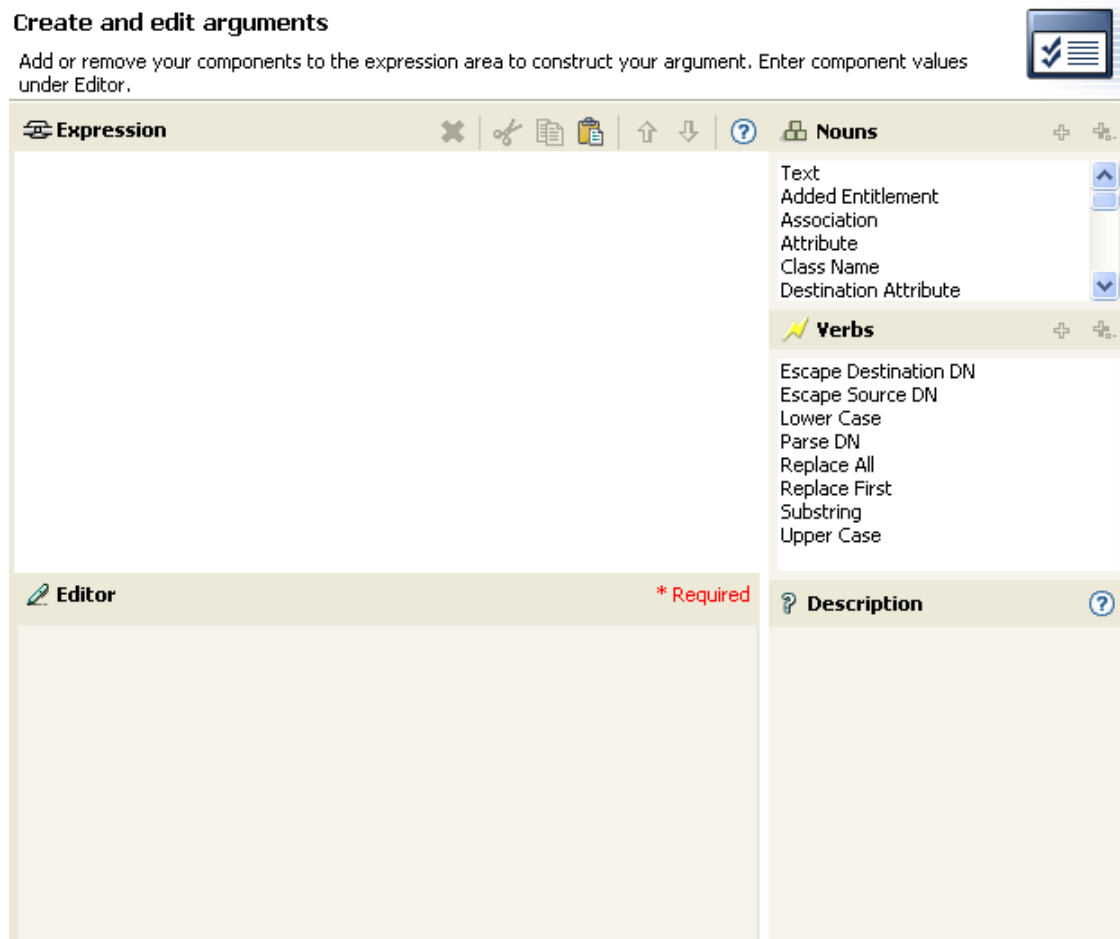 Create and edit arguments
Add or remove your components to the expression area to construct your argument. Enter component values
under Editor.
Expression
Nouns
Text
Added Entitlement
Association
Attribute
Class Name
Destination Attribute
Verbs
Escape Destination DN
Escape Source DN
Lower Case
Parse DN
Replace All
Replace First
Substring
Upper Case
Editor
* Required
Description